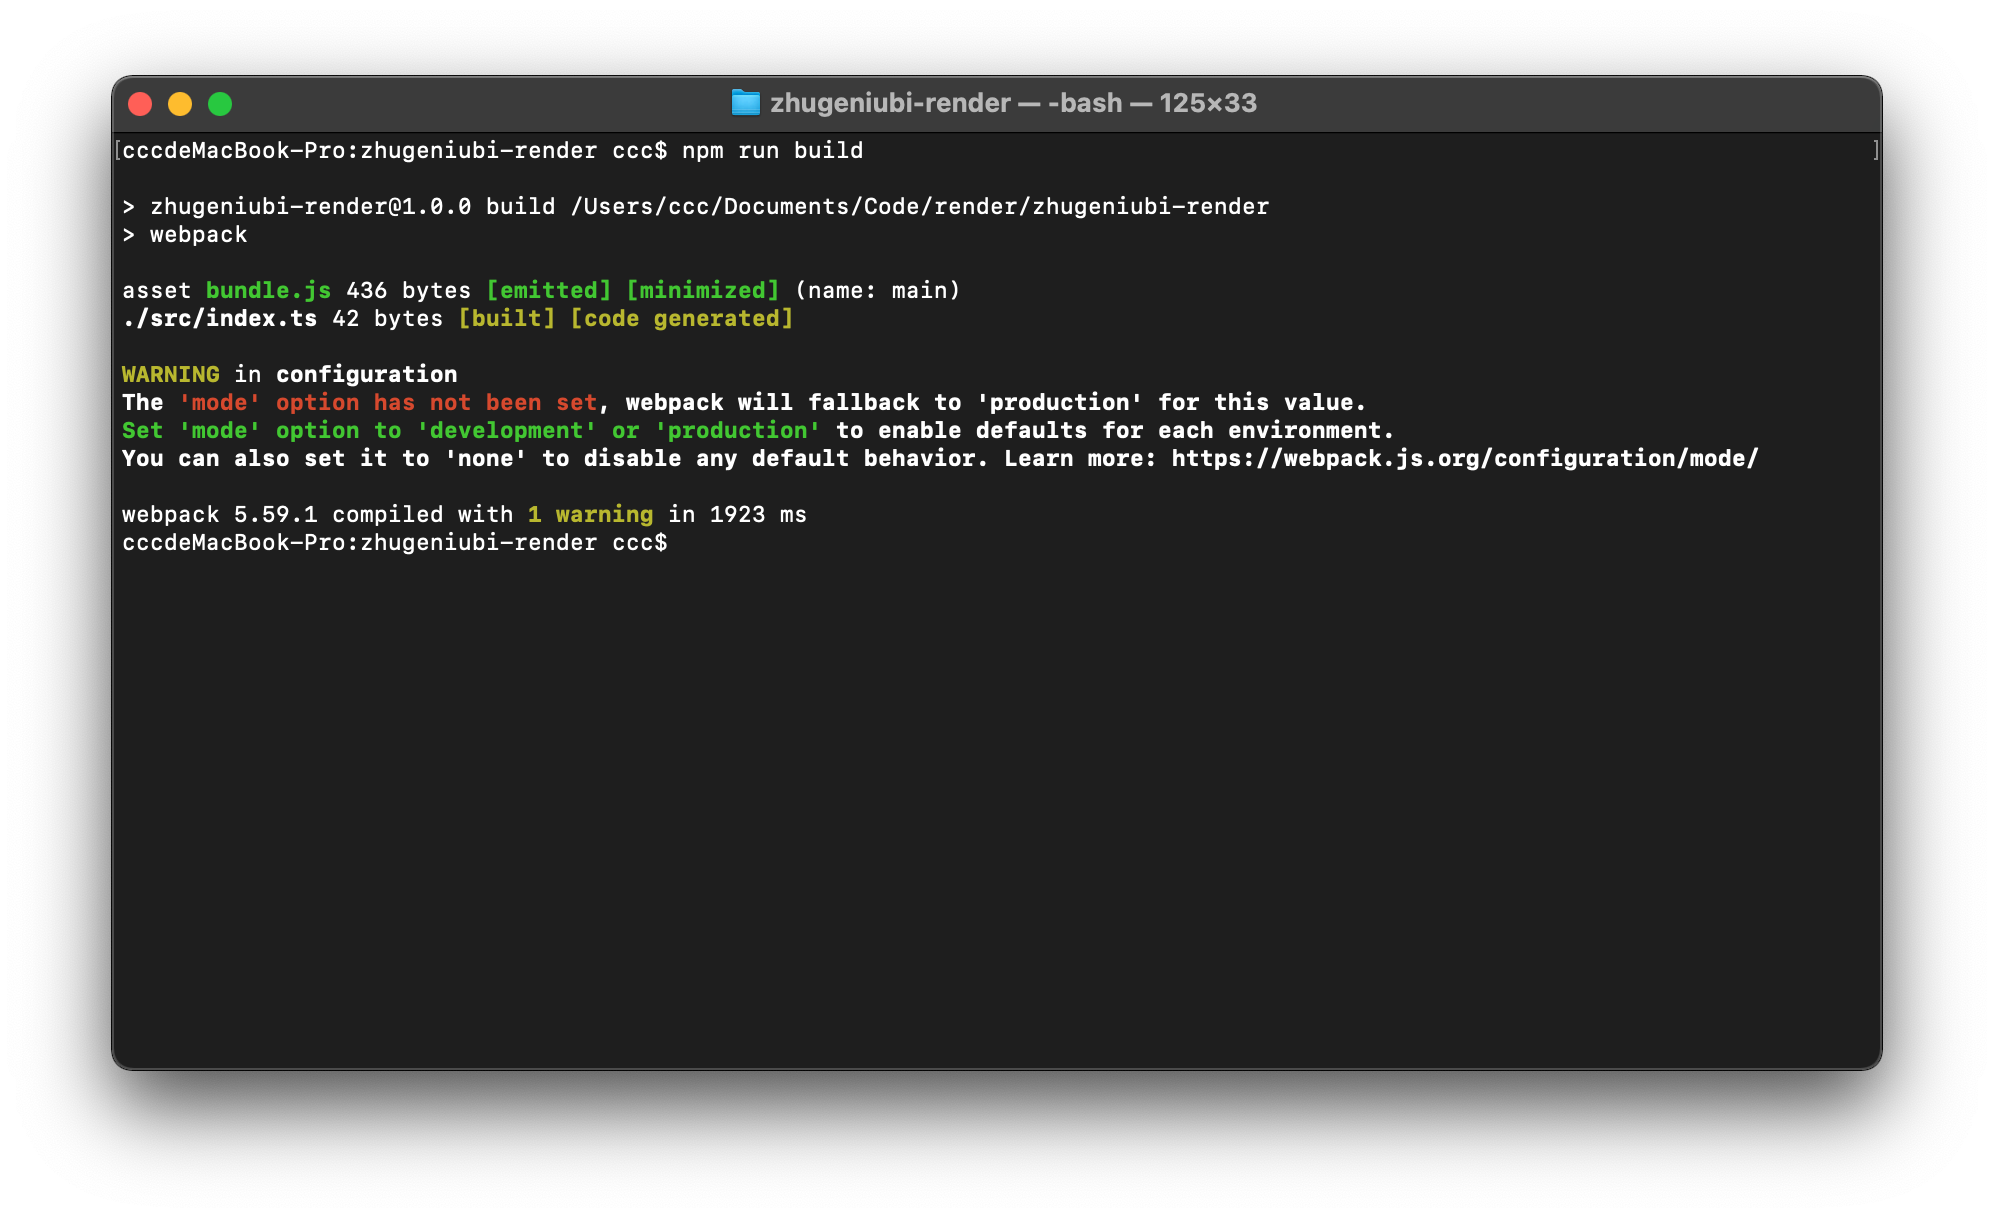 zhugeniubi-render — -bash — 125×33
[cccdeMacBook-Pro:zhugeniubi-render ccc$ npm run build ]
> zhugeniubi-render@1.0.0 build /Users/ccc/Documents/Code/render/zhugeniubi-render
> webpack
asset bundle.js 436 bytes [emitted] [minimized] (name: main)
./src/index.ts 42 bytes [built] [code generated]
WARNING in configuration
The 'mode' option has not been set, webpack will fallback to 'production' for this value.
Set 'mode' option to 'development' or 'production' to enable defaults for each environment.
You can also set it to 'none' to disable any default behavior. Learn more: https://webpack.js.org/configuration/mode/
webpack 5.59.1 compiled with 1 warning in 1923 ms
cccdeMacBook-Pro:zhugeniubi-render ccc$